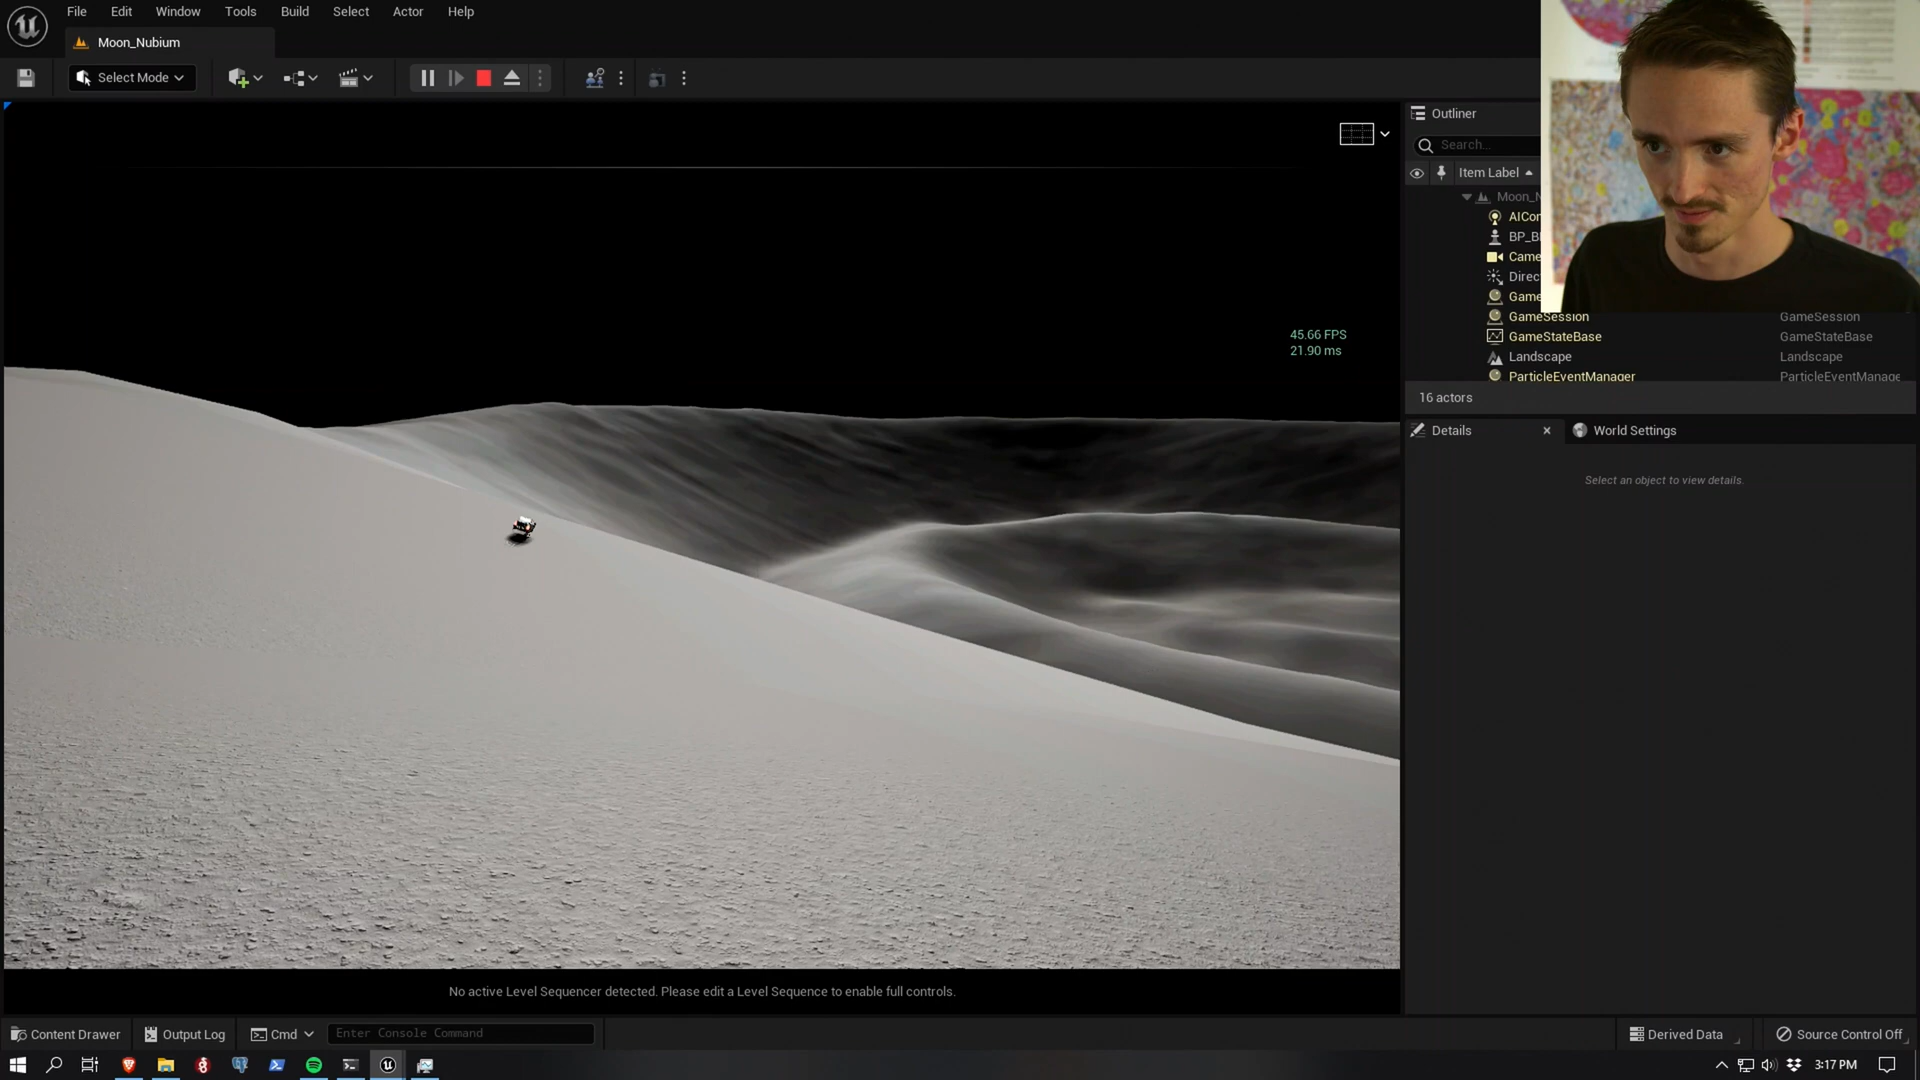 File Edit Window Tools Build Select Actor Help
Moon_Nubium
Select Mode
45.66 FPS
21.90 ms
Outliner
Search...
Item Label
Moon_N
AICon
BP_B
Came
Direc
Game
GameSession GameSession
GameStateBase GameStateBase
Landscape Landscape
ParticleEventManager ParticleEventManage
16 actors
Details World Settings
Select an object to view details.
No active Level Sequencer detected. Please edit a Level Sequence to enable full controls.
Content Drawer Output Log Cmd Enter Console Command Derived Data Source Control Off
3:17 PM